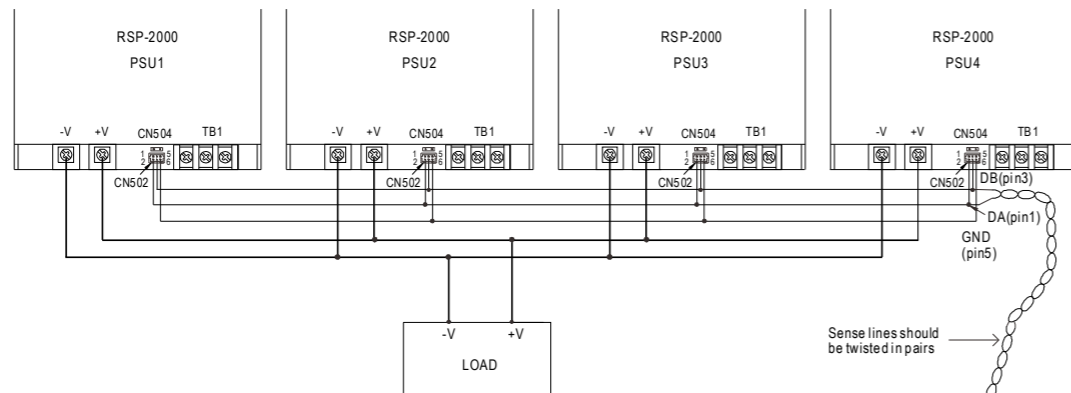 RSP-2000
PSU1
-V
+V
CN504
TB1
1
2
5
6
CN502
RSP-2000
PSU2
-V
+V
CN504
TB1
1
2
5
6
CN502
RSP-2000
PSU3
-V
+V
CN504
TB1
1
2
5
6
CN502
RSP-2000
PSU4
-V
+V
CN504
TB1
1
2
5
6
CN502
DB(pin3)
DA(pin1)
GND
(pin5)
-V
+V
LOAD
Sense lines should
be twisted in pairs